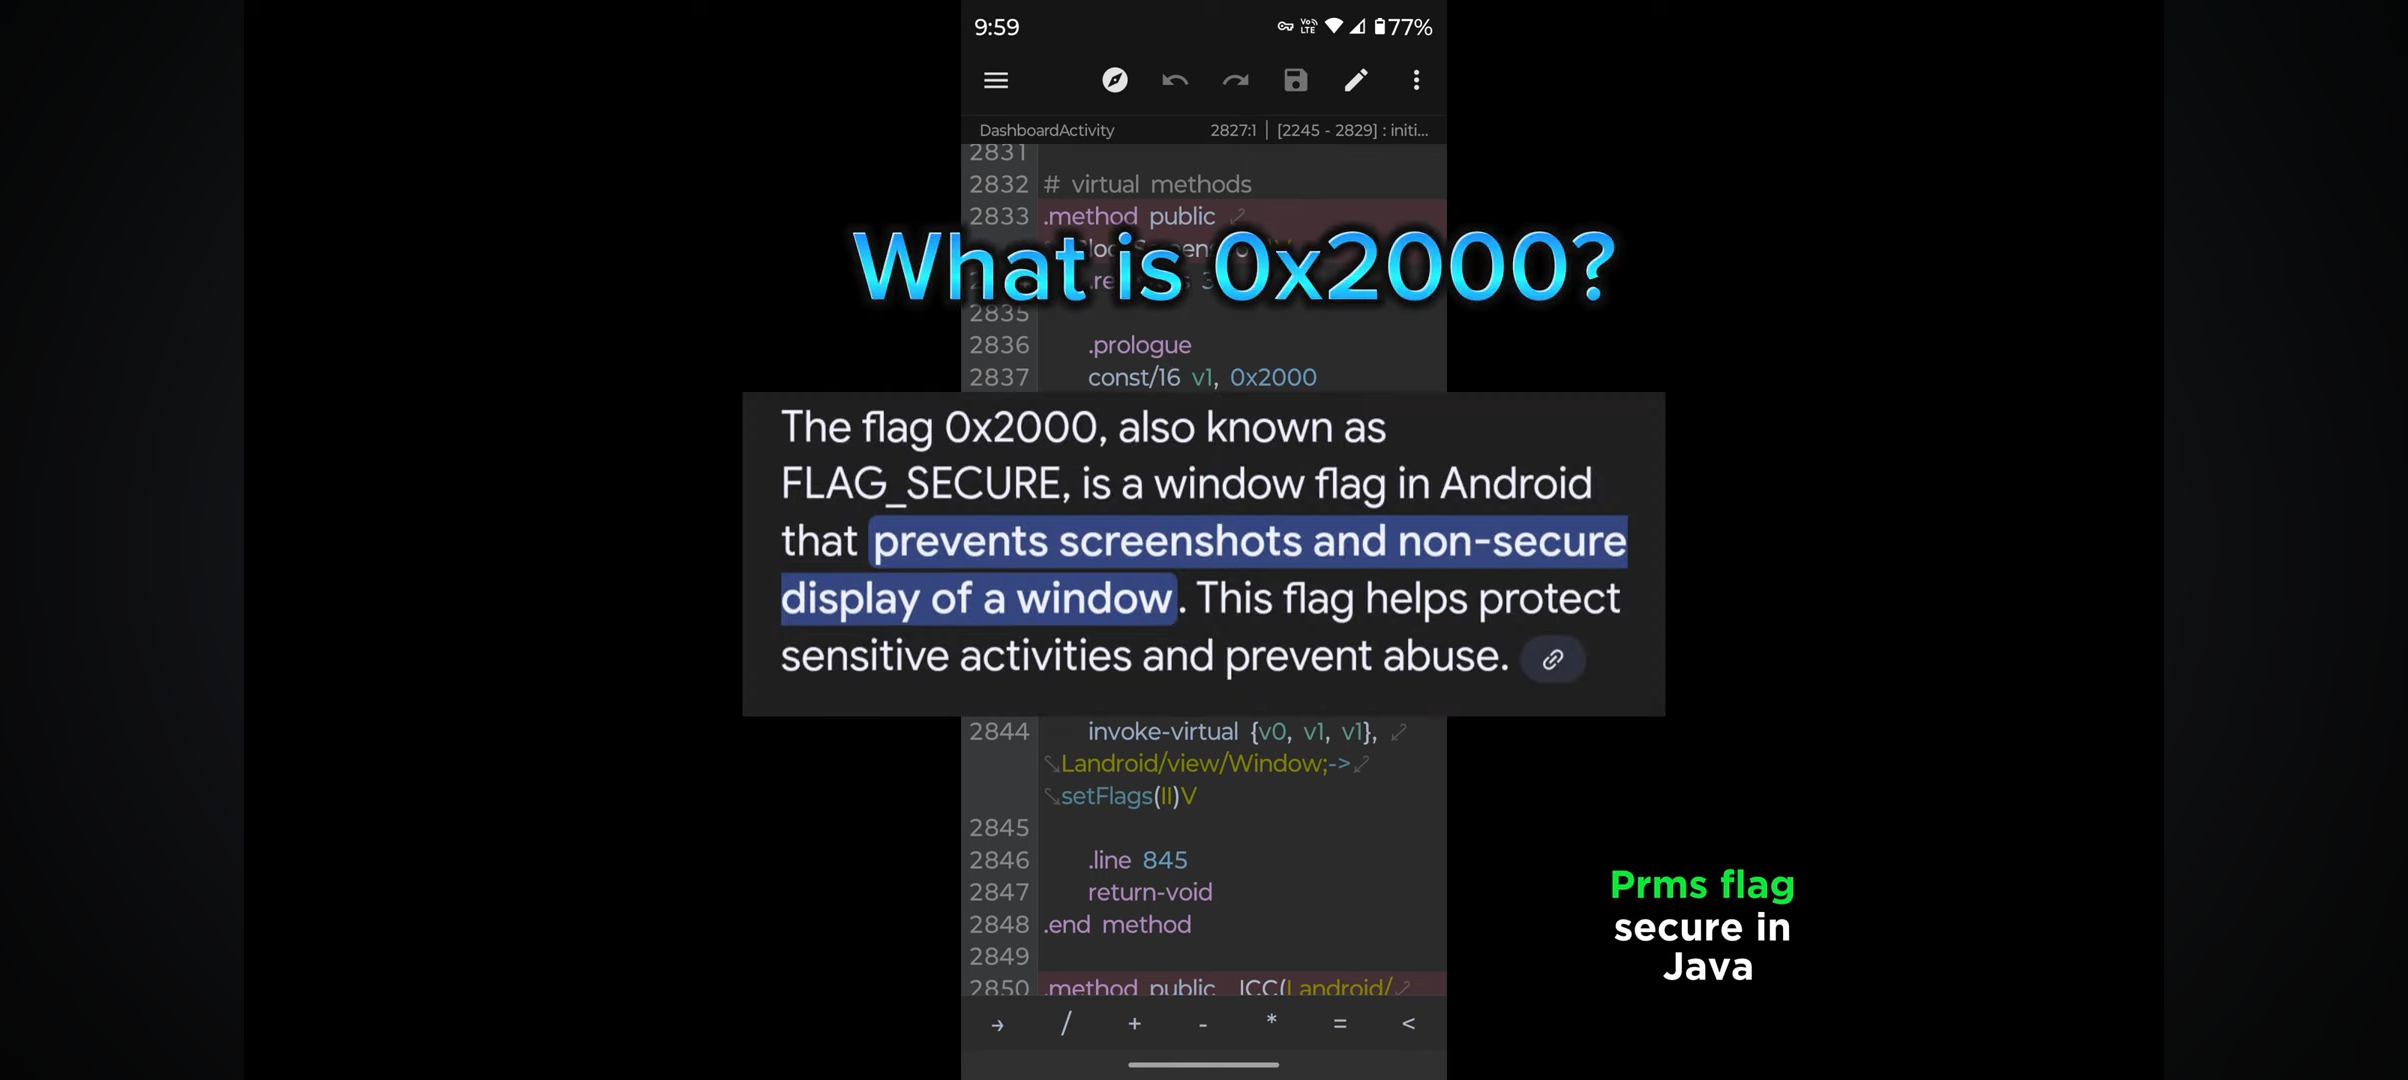 9:59
Vo)) LTE
77%
DashboardActivity 2827:1 | [2245 - 2829] : initi...
2831
2832 # virtual methods
2833 .method public
What is 0x2000?
2835
2836 .prologue
2837 const/16 v1, 0x2000
The flag 0x2000, also known as
FLAG_SECURE, is a window flag in Android
that prevents screenshots and non-secure
display of a window. This flag helps protect
sensitive activities and prevent abuse.
2844 invoke-virtual {v0, v1, v1},
Landroid/view/Window;->
setFlags(II)V
2845
2846 .line 845
2847 return-void
2848 .end method
2849
2850 .method public _ICC(Landroid/
→ / + - * = <
Prms flag
secure in
Java